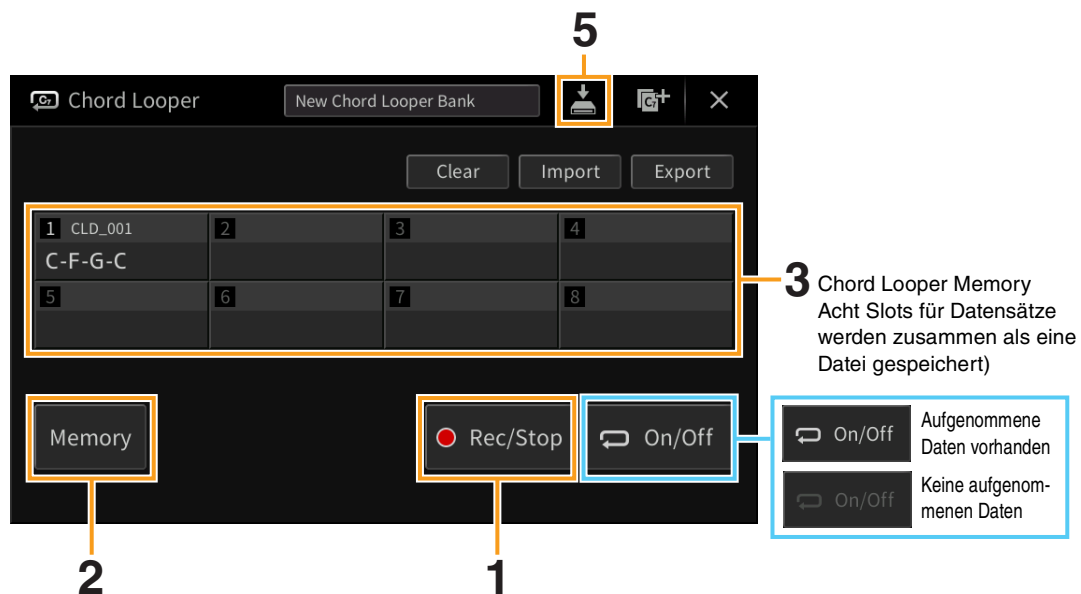 5
Chord Looper
New Chord Looper Bank
C7
C7
Clear
Import
Export
1 CLD_001
2
3
4
C-F-G-C
5
6
7
8
3 Chord Looper Memory
Acht Slots für Datensätze
werden zusammen als eine
Datei gespeichert)
Memory
Rec/Stop
On/Off
On/Off
Aufgenommene
Daten vorhanden
On/Off
Keine aufgenom-
menen Daten
2
1